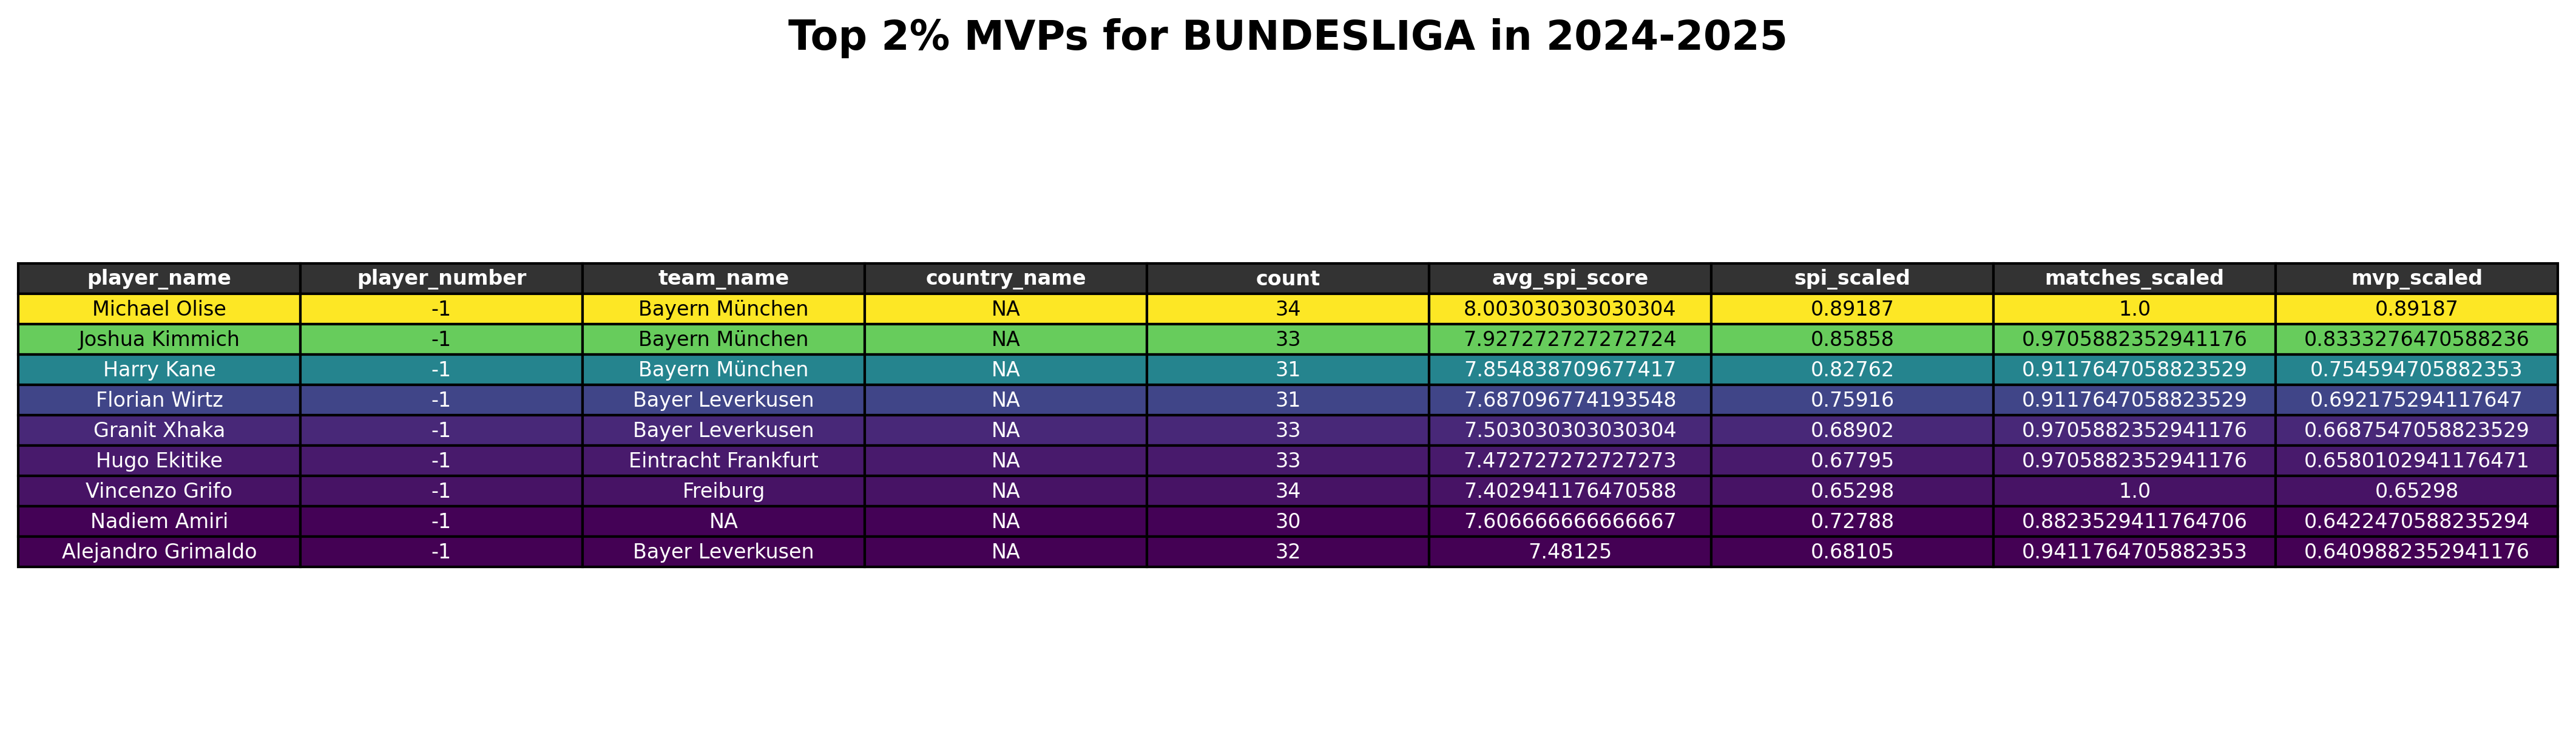 Top 2% MVPs for BUNDESLIGA in 2024-2025
player_name player_number team_name country_name count avg_spi_score spi_scaled matches_scaled mvp_scaled
Michael Olise -1 Bayern München NA 34 8.003030303030304 0.89187 1.0 0.89187
Joshua Kimmich -1 Bayern München NA 33 7.927272727272724 0.85858 0.9705882352941176 0.8333276470588236
Harry Kane -1 Bayern München NA 31 7.854838709677417 0.82762 0.9117647058823529 0.754594705882353
Florian Wirtz -1 Bayer Leverkusen NA 31 7.687096774193548 0.75916 0.9117647058823529 0.692175294117647
Granit Xhaka -1 Bayer Leverkusen NA 33 7.503030303030304 0.68902 0.9705882352941176 0.6687547058823529
Hugo Ekitike -1 Eintracht Frankfurt NA 33 7.472727272727273 0.67795 0.9705882352941176 0.6580102941176471
Vincenzo Grifo -1 Freiburg NA 34 7.402941176470588 0.65298 1.0 0.65298
Nadiem Amiri -1 NA NA 30 7.606666666666667 0.72788 0.8823529411764706 0.6422470588235294
Alejandro Grimaldo -1 Bayer Leverkusen NA 32 7.48125 0.68105 0.9411764705882353 0.6409882352941176